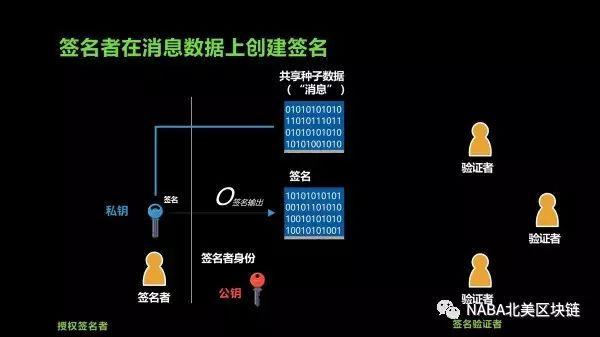 签名者在消息数据上创建签名
共享种子数据
（“消息”）
01010101010
11010111011
01010101010
10101001010
验证者
签名
私钥
签名
O签名输出
10101010101
00101101010
10010101010
10010101001
验证者
签名者身份
签名者
公钥
验证者
NABA北美区块链
授权签名者
签名验证者